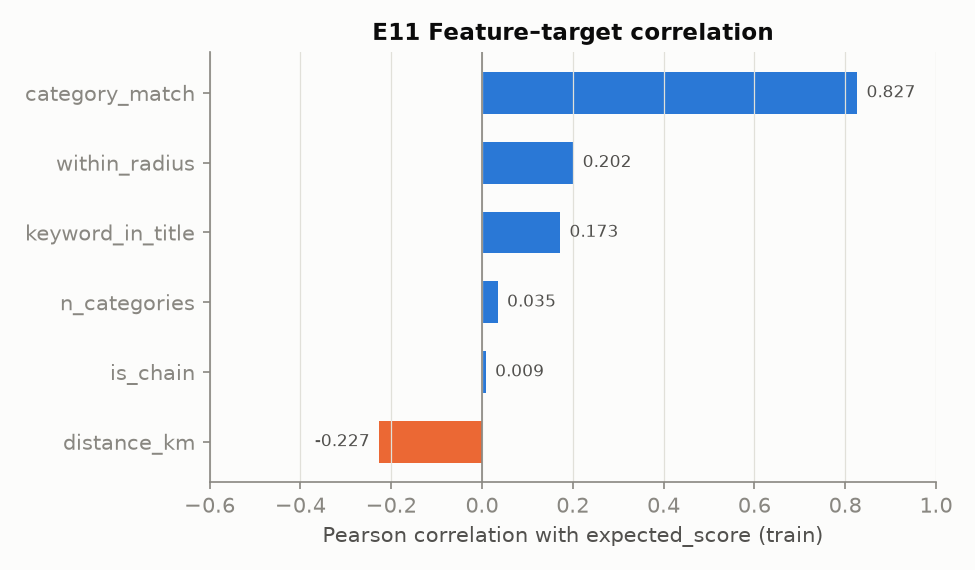 E11 Feature–target correlation
category_match
0.827
within_radius
0.202
keyword_in_title
0.173
n_categories
0.035
is_chain
0.009
distance_km
-0.227
−0.6 −0.4 −0.2 0.0 0.2 0.4 0.6 0.8 1.0
Pearson correlation with expected_score (train)